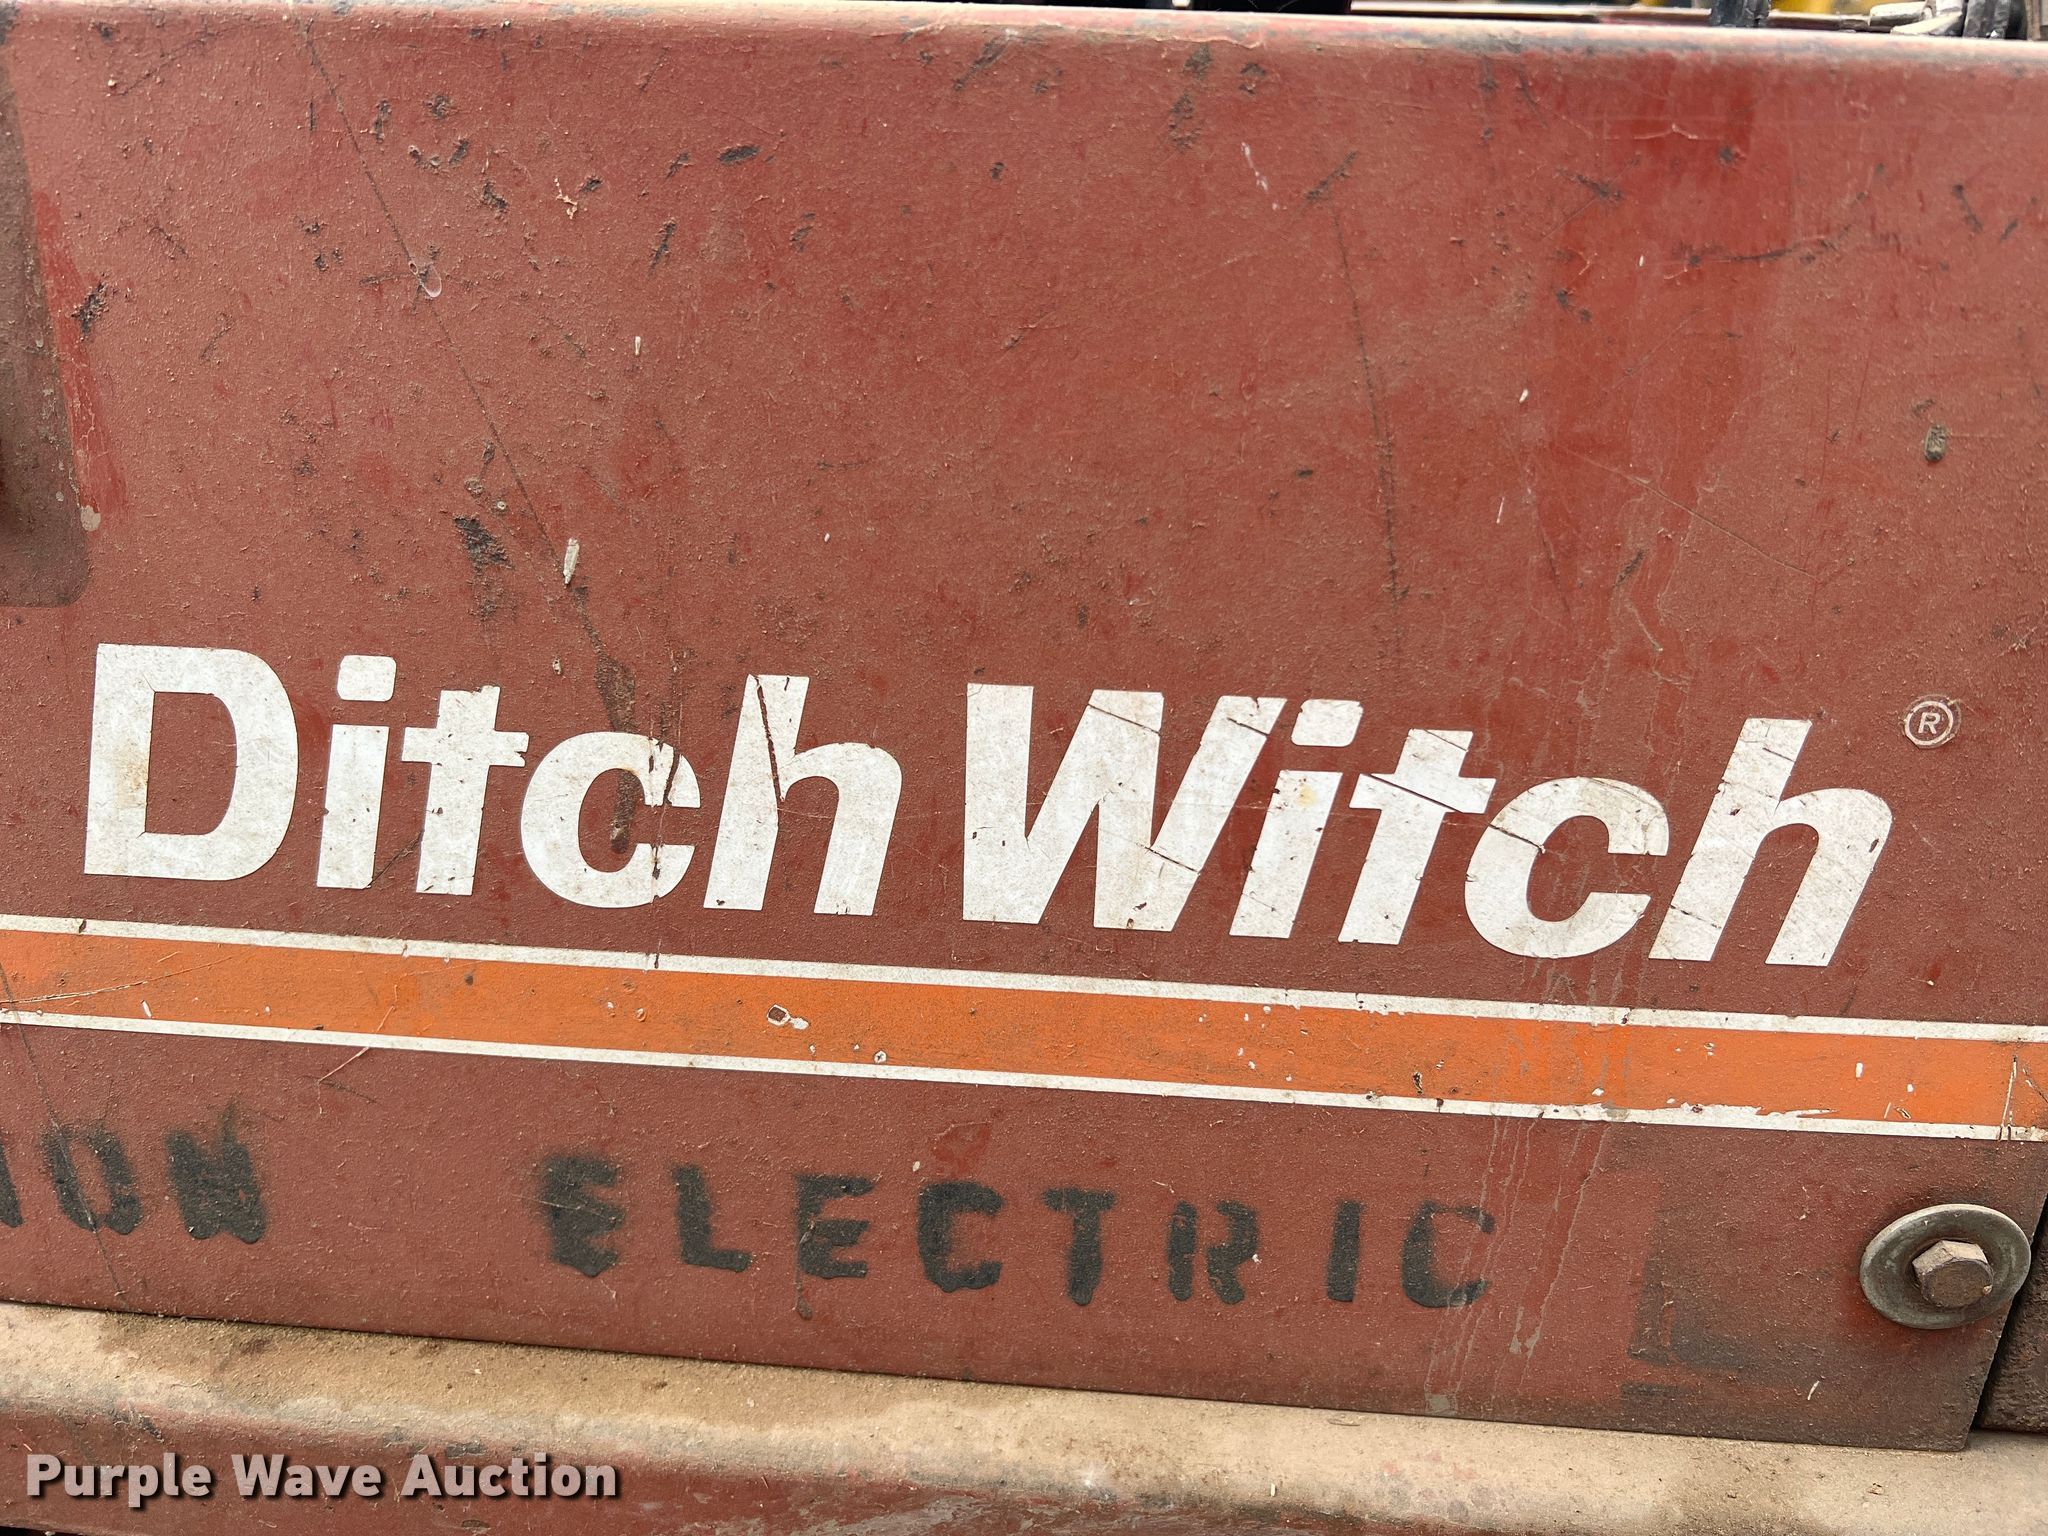 Ditch Witch ®
ELECTRIC
Purple Wave Auction